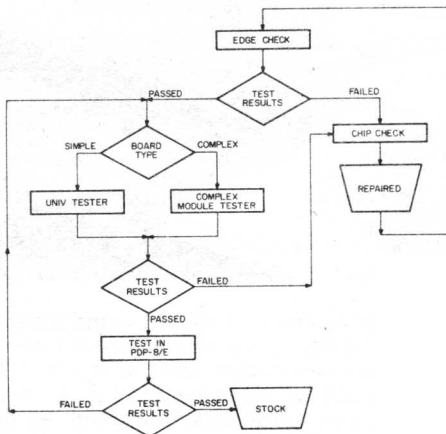 EDGE CHECK
PASSED
TEST
RESULTS
FAILED
CHIP CHECK
SIMPLE
BOARD
TYPE
COMPLEX
REPAIRED
UNIV TESTER
COMPLEX
MODULE TESTER
TEST
RESULTS
FAILED
PASSED
TEST IN
PDP-8/E
FAILED
TEST
RESULTS
PASSED
STOCK